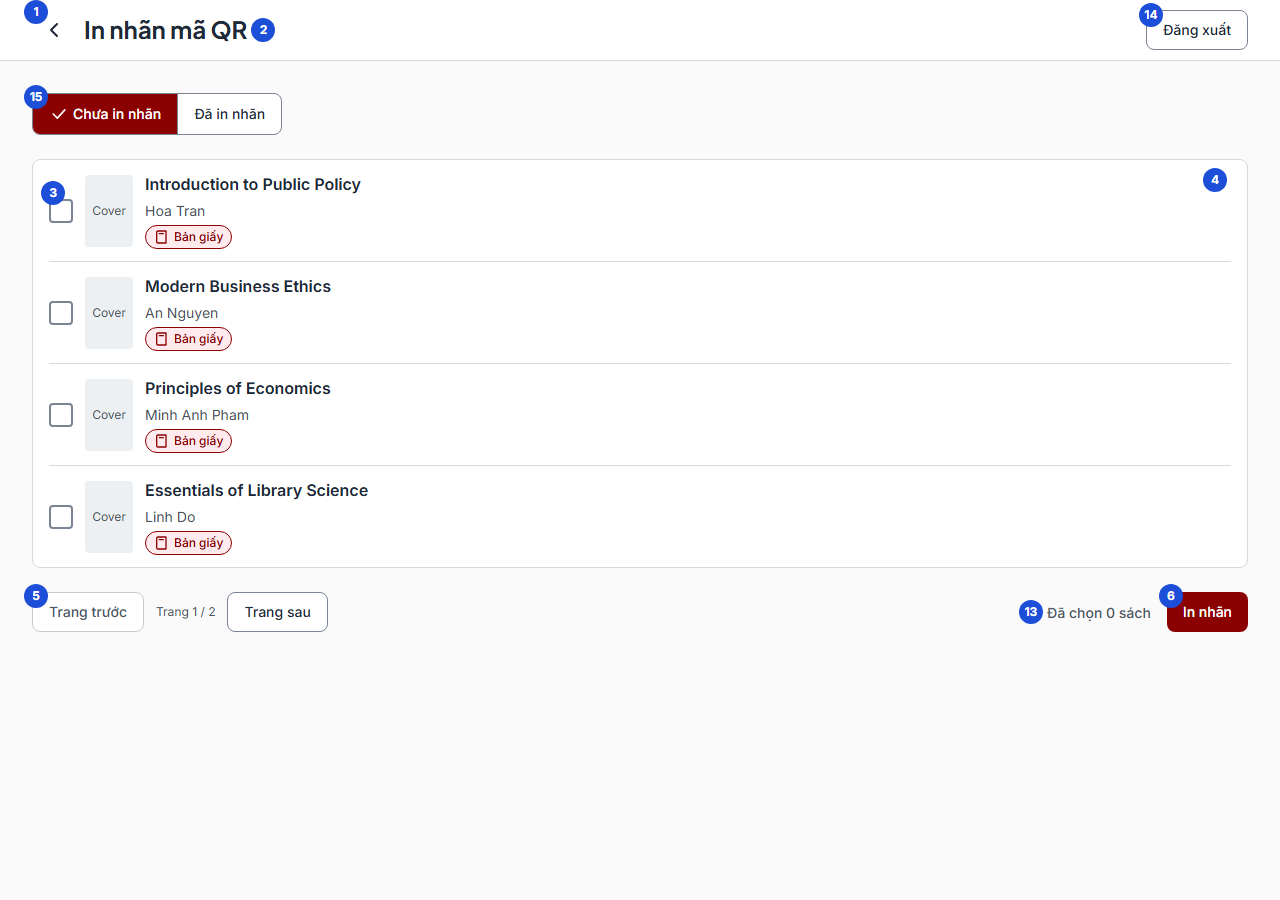 1
In nhãn mã QR 2
14
Đăng xuất
15
Chưa in nhãn
Đã in nhãn
3
Cover
Introduction to Public Policy
4
Hoa Tran
Bản giấy
Cover
Modern Business Ethics
An Nguyen
Bản giấy
Cover
Principles of Economics
Minh Anh Pham
Bản giấy
Cover
Essentials of Library Science
Linh Do
Bản giấy
5
Trang trước
Trang 1 / 2
Trang sau
13 Đã chọn 0 sách
6
In nhãn